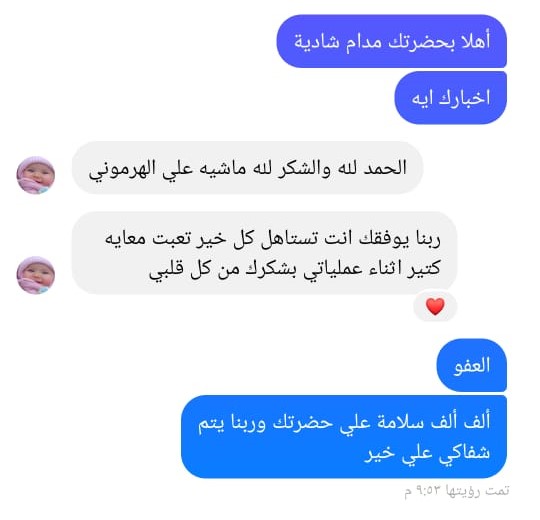 أهلا بحضرتك مدام شادية
اخبارك ايه
الحمد لله والشكر لله ماشيه علي الهرموني
ربنا يوفقك انت تستاهل كل خير تعبت معايه
كتير اثناء عملياتي بشكرك من كل قلبي
العفو
ألف ألف سلامة علي حضرتك وربنا يتم
شفاكي علي خير
تمت رؤيتها ٩:٥٣ م